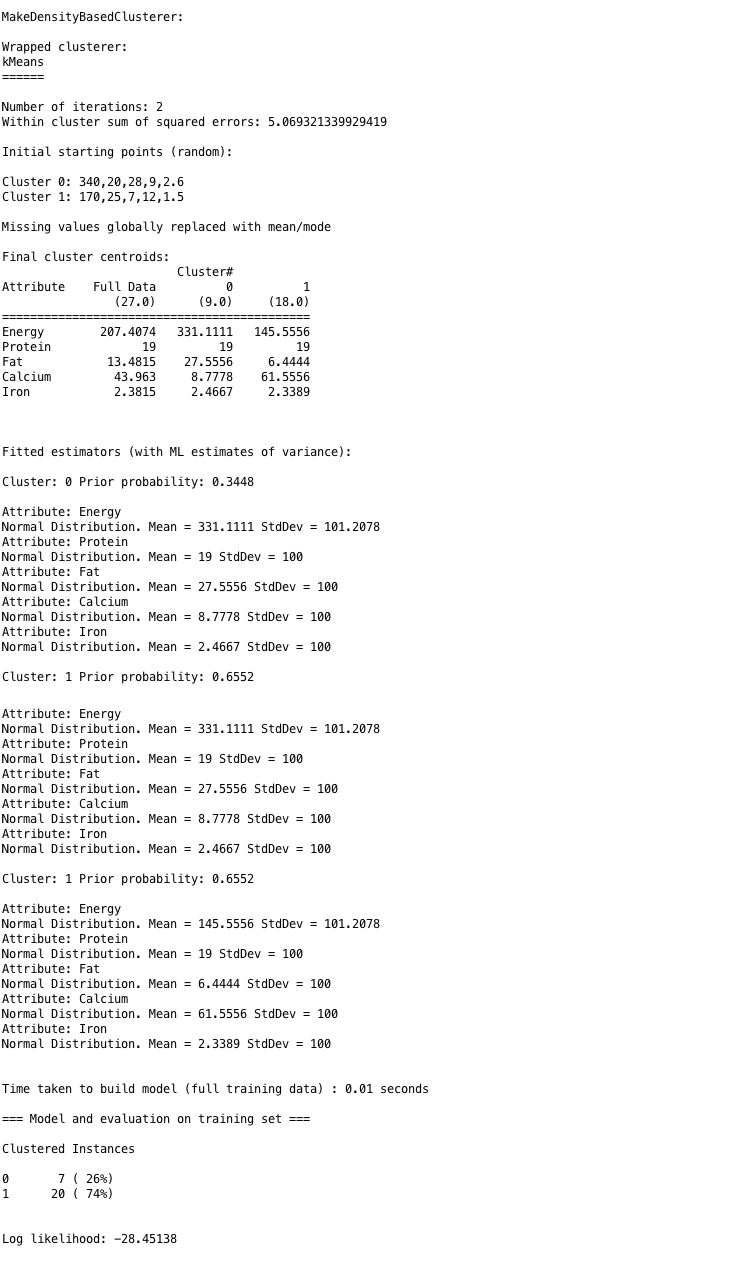 MakeDensityBasedClusterer:
Wrapped clusterer:
kMeans
======
Number of iterations: 2
Within cluster sum of squared errors: 5.069321339929419
Initial starting points (random):
Cluster 0: 340,20,28,9,2.6
Cluster 1: 170,25,7,12,1.5
Missing values globally replaced with mean/mode
Final cluster centroids:
                         Cluster#
Attribute    Full Data          0          1
                (27.0)      (9.0)     (18.0)
============================================
Energy        207.4074   331.1111   145.5556
Protein             19         19         19
Fat            13.4815    27.5556     6.4444
Calcium         43.963     8.7778    61.5556
Iron            2.3815     2.4667     2.3389
Fitted estimators (with ML estimates of variance):
Cluster: 0 Prior probability: 0.3448
Attribute: Energy
Normal Distribution. Mean = 331.1111 StdDev = 101.2078
Attribute: Protein
Normal Distribution. Mean = 19 StdDev = 100
Attribute: Fat
Normal Distribution. Mean = 27.5556 StdDev = 100
Attribute: Calcium
Normal Distribution. Mean = 8.7778 StdDev = 100
Attribute: Iron
Normal Distribution. Mean = 2.4667 StdDev = 100
Cluster: 1 Prior probability: 0.6552
Attribute: Energy
Normal Distribution. Mean = 331.1111 StdDev = 101.2078
Attribute: Protein
Normal Distribution. Mean = 19 StdDev = 100
Attribute: Fat
Normal Distribution. Mean = 27.5556 StdDev = 100
Attribute: Calcium
Normal Distribution. Mean = 8.7778 StdDev = 100
Attribute: Iron
Normal Distribution. Mean = 2.4667 StdDev = 100
Cluster: 1 Prior probability: 0.6552
Attribute: Energy
Normal Distribution. Mean = 145.5556 StdDev = 101.2078
Attribute: Protein
Normal Distribution. Mean = 19 StdDev = 100
Attribute: Fat
Normal Distribution. Mean = 6.4444 StdDev = 100
Attribute: Calcium
Normal Distribution. Mean = 61.5556 StdDev = 100
Attribute: Iron
Normal Distribution. Mean = 2.3389 StdDev = 100
Time taken to build model (full training data) : 0.01 seconds
=== Model and evaluation on training set ===
Clustered Instances
0       7 ( 26%)
1      20 ( 74%)
Log likelihood: −28.45138